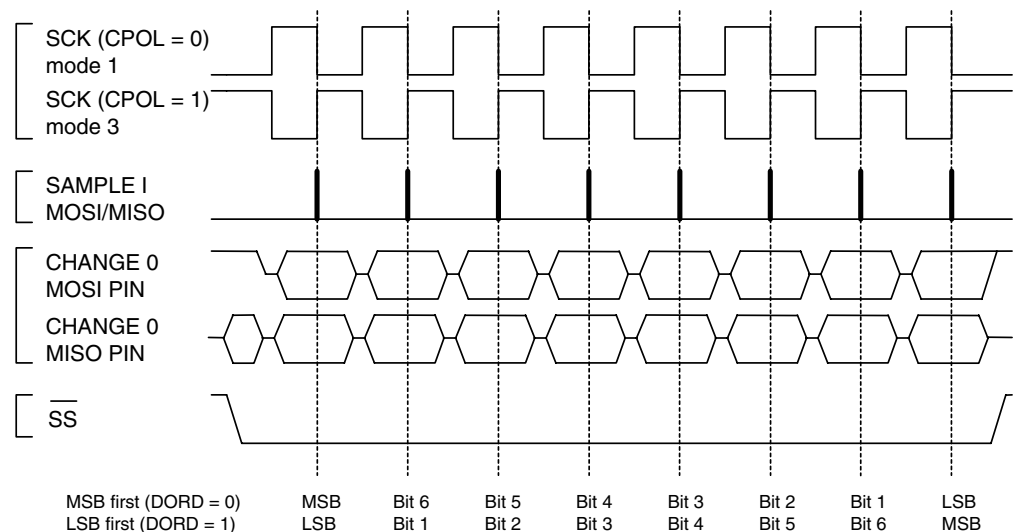 SCK (CPOL = 0)
mode 1
SCK (CPOL = 1)
mode 3
SAMPLE I
MOSI/MISO
CHANGE 0
MOSI PIN
CHANGE 0
MISO PIN
SS
MSB first (DORD = 0) MSB Bit 6 Bit 5 Bit 4 Bit 3 Bit 2 Bit 1 LSB
LSB first (DORD = 1) LSB Bit 1 Bit 2 Bit 3 Bit 4 Bit 5 Bit 6 MSB